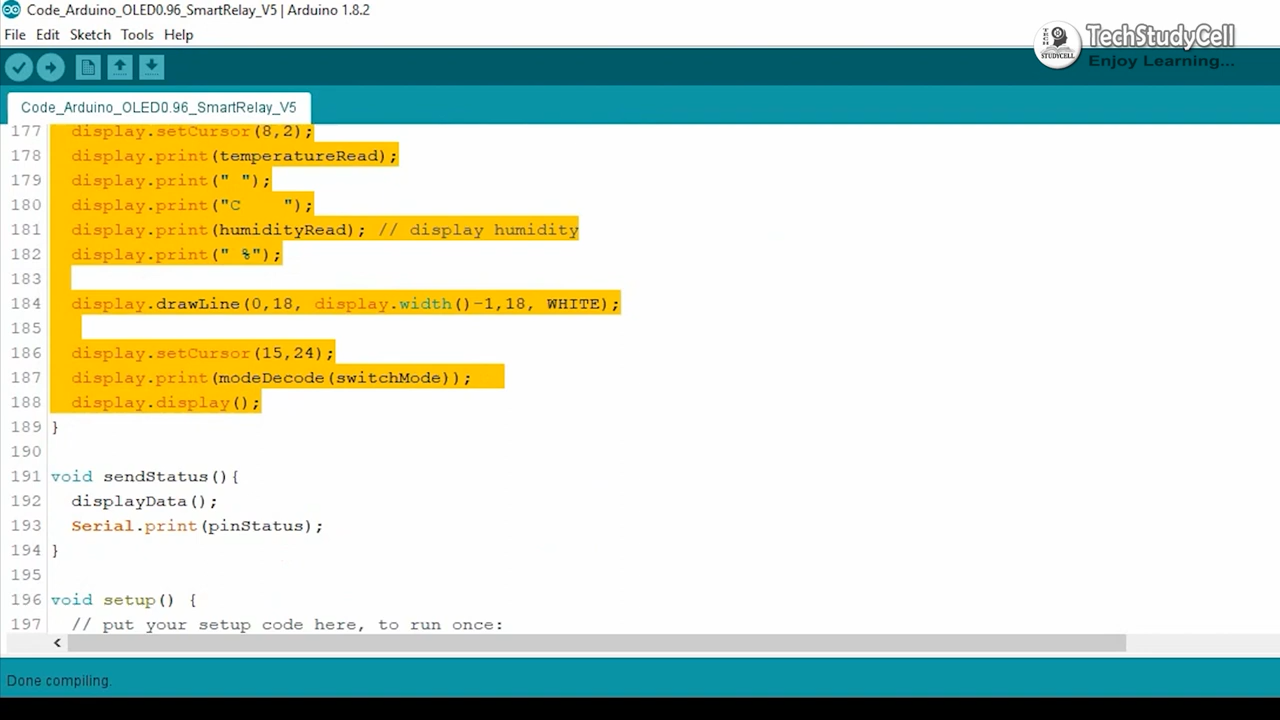 Code_Arduino_OLED0.96_SmartRelay_V5 | Arduino 1.8.2
File Edit Sketch Tools Help
TECH
STUDYCELL
TechStudyCell
Enjoy Learning...
Code_Arduino_OLED0.96_SmartRelay_V5
177 display.setCursor(8,2);
178 display.print(temperatureRead);
179 display.print(" ");
180 display.print("C    ");
181 display.print(humidityRead); // display humidity
182 display.print(" %");
183
184 display.drawLine(0,18, display.width()-1,18, WHITE);
185
186 display.setCursor(15,24);
187 display.print(modeDecode(switchMode));
188 display.display();
189 }
190
191 void sendStatus(){
192 displayData();
193 Serial.print(pinStatus);
194 }
195
196 void setup() {
197 // put your setup code here, to run once:
Done compiling.